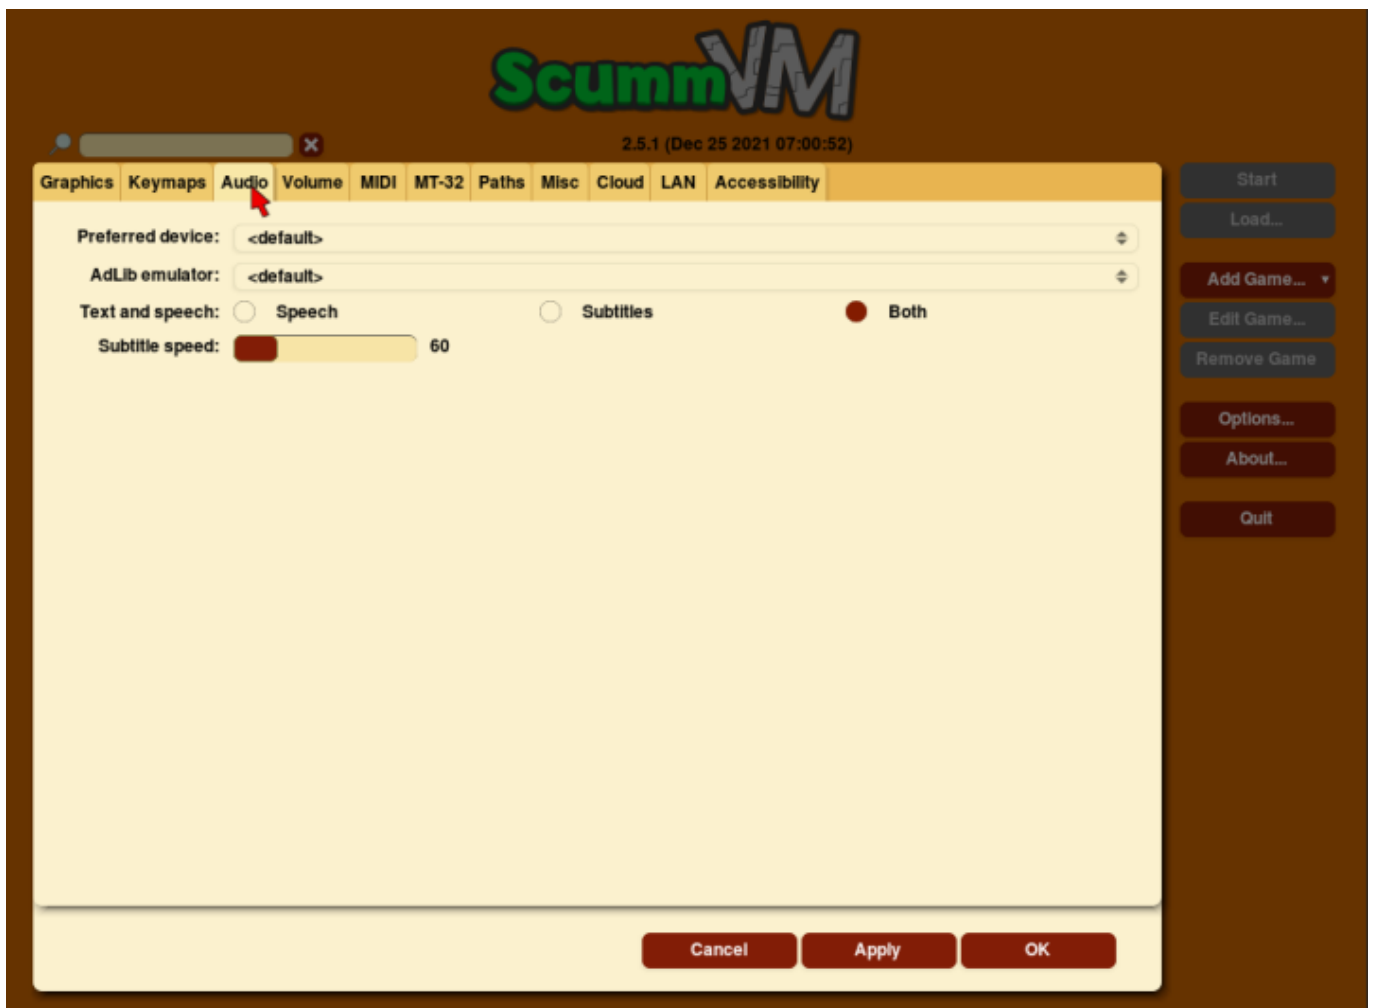 ScummVM
2.5.1 (Dec 25 2021 07:00:52)
Graphics Keymaps Audio Volume MIDI MT-32 Paths Misc Cloud LAN Accessibility
Preferred device: <default>
AdLib emulator: <default>
Text and speech: Speech Subtitles Both
Subtitle speed: 60
Cancel Apply OK
Start
Load...
Add Game...
Edit Game...
Remove Game
Options...
About...
Quit